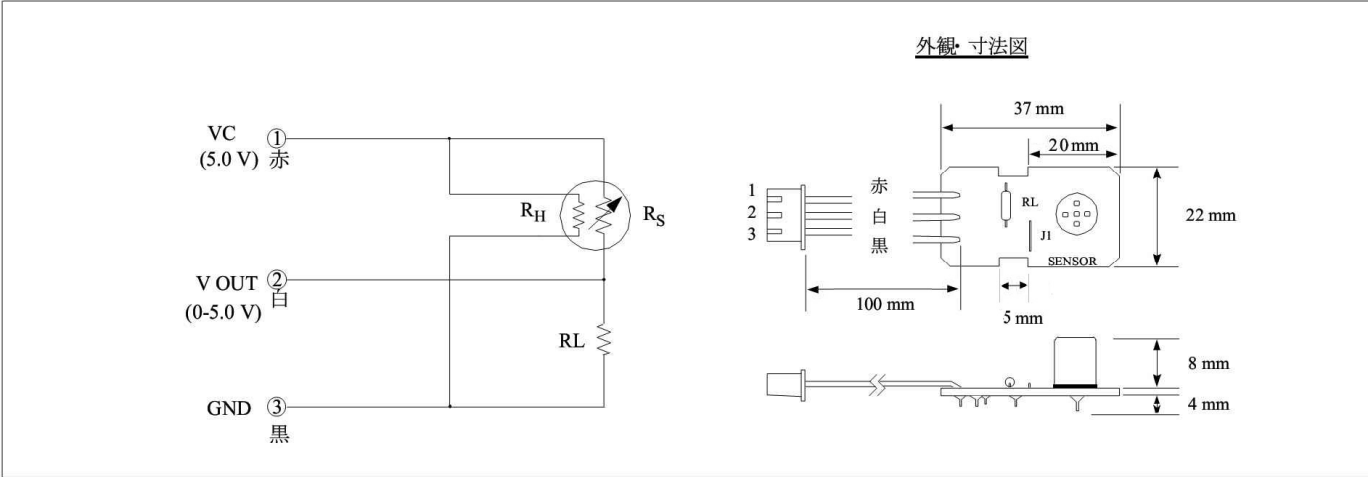 外観・寸法図
VC ① 赤
(5.0 V)
RH
RS
V OUT ② 白
(0-5.0 V)
RL
GND ③ 黒
37 mm
20 mm
1 赤
2 白
3 黒
RL
J1
SENSOR
22 mm
100 mm
5 mm
8 mm
4 mm